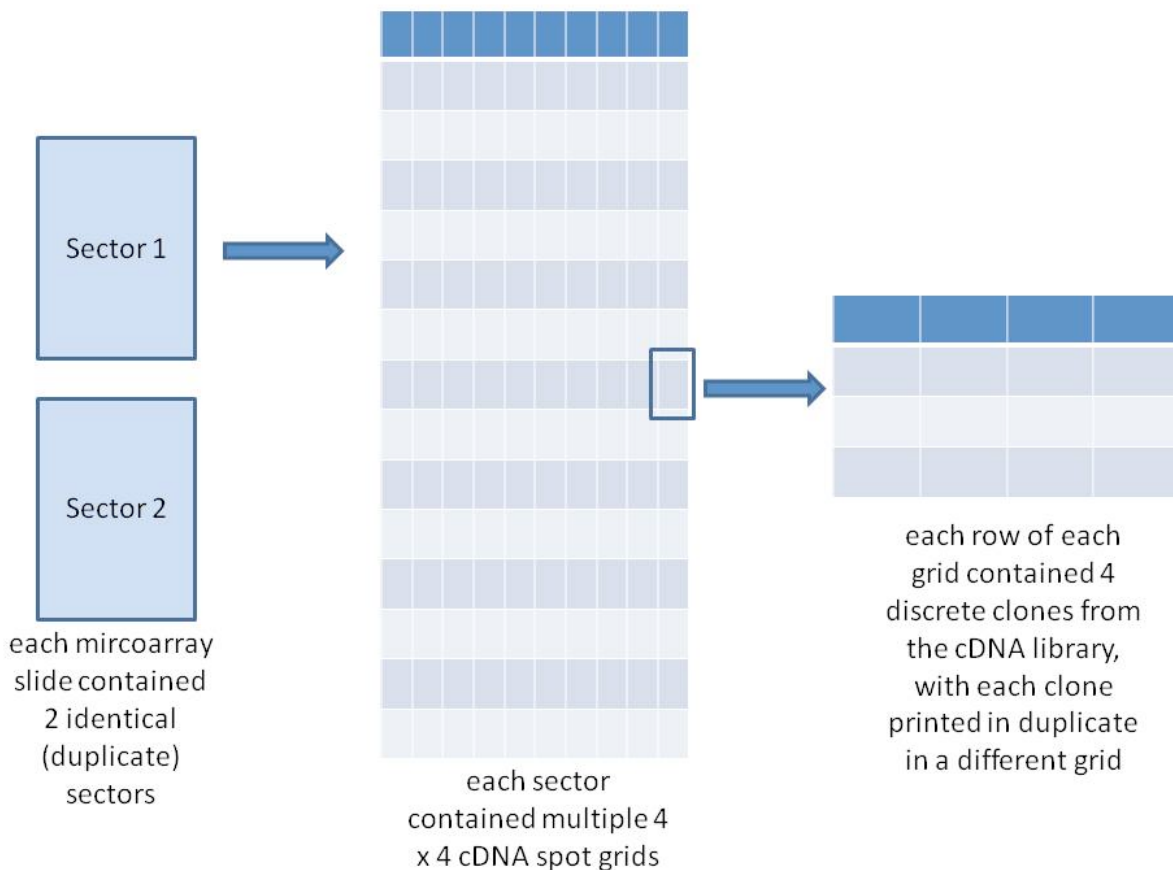 Sector 1
Sector 2
each mircoarray
slide contained
2 identical
(duplicate)
sectors
each sector
contained multiple 4
x 4 cDNA spot grids
each row of each
grid contained 4
discrete clones from
the cDNA library,
with each clone
printed in duplicate
in a different grid